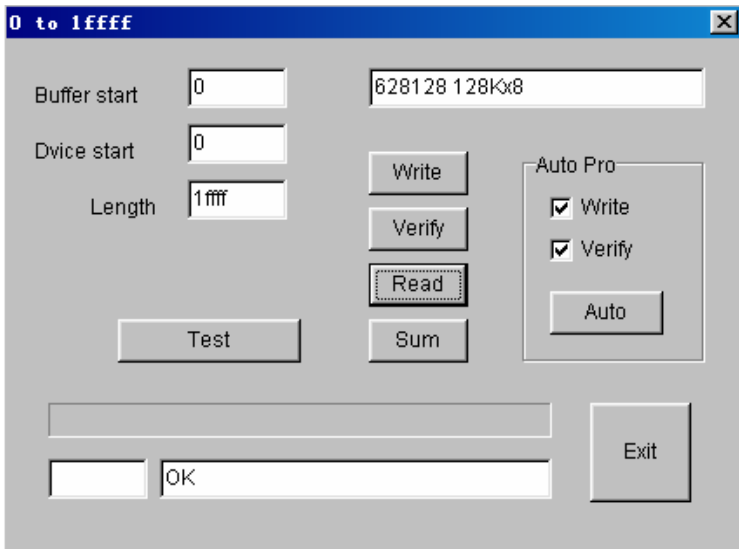 0 to 1ffff
Buffer start 0 628128 128Kx8
Dvice start 0
Length 1ffff
Write
Verify
Read
Sum
Test
Auto Pro
Write
Verify
Auto
OK
Exit